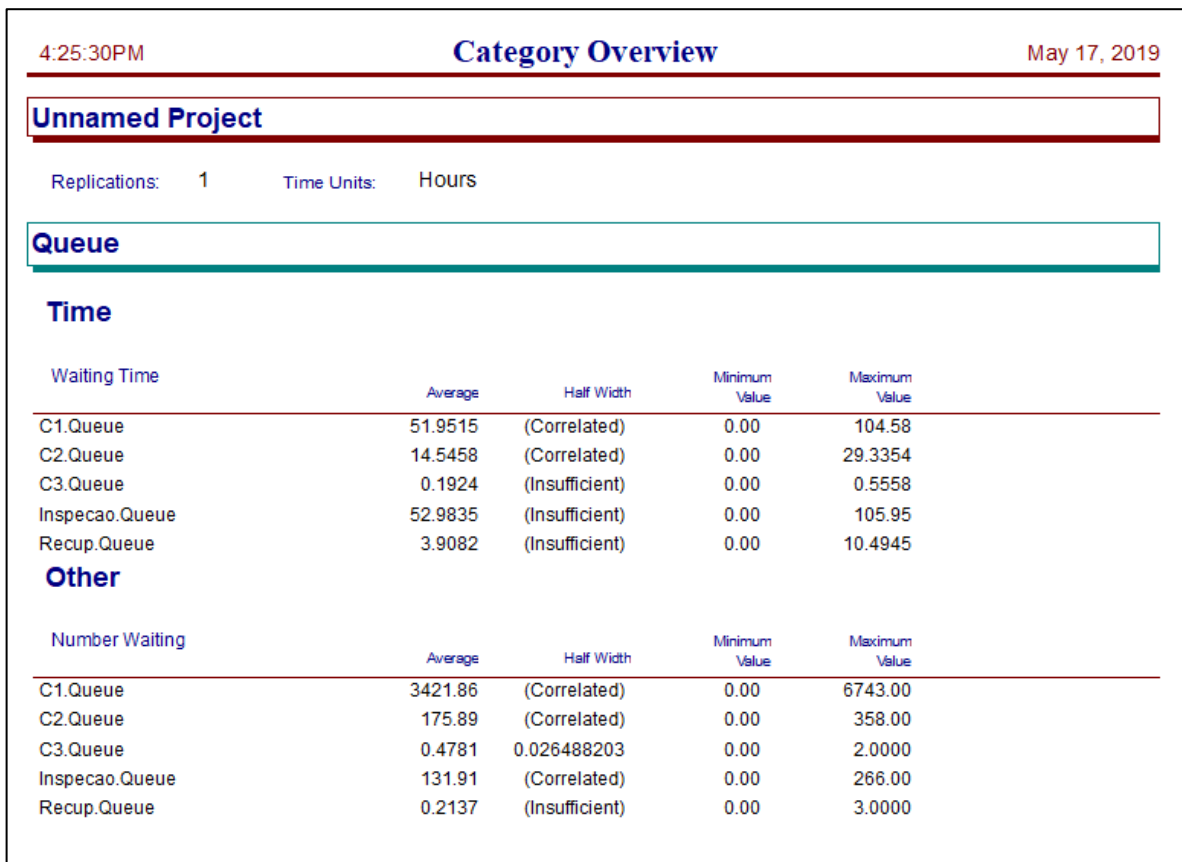 4:25:30PM Category Overview May 17, 2019
Unnamed Project
Replications: 1 Time Units: Hours
Queue
Time
Waiting Time Average Half Width Minimum Value Maximum Value
C1.Queue 51.9515 (Correlated) 0.00 104.58
C2.Queue 14.5458 (Correlated) 0.00 29.3354
C3.Queue 0.1924 (Insufficient) 0.00 0.5558
Inspecao.Queue 52.9835 (Insufficient) 0.00 105.95
Recup.Queue 3.9082 (Insufficient) 0.00 10.4945
Other
Number Waiting Average Half Width Minimum Value Maximum Value
C1.Queue 3421.86 (Correlated) 0.00 6743.00
C2.Queue 175.89 (Correlated) 0.00 358.00
C3.Queue 0.4781 0.026488203 0.00 2.0000
Inspecao.Queue 131.91 (Correlated) 0.00 266.00
Recup.Queue 0.2137 (Insufficient) 0.00 3.0000